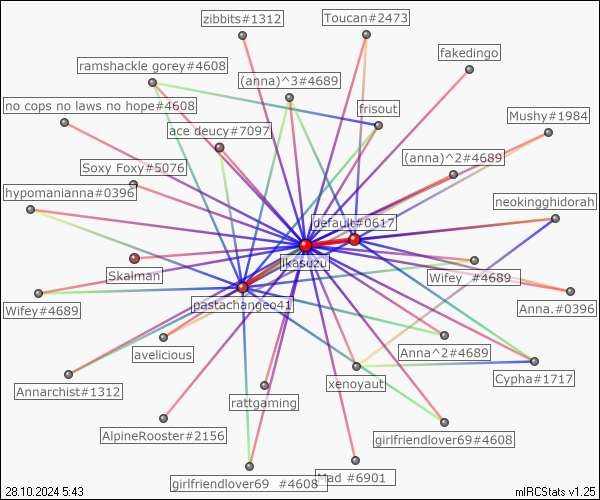 zibbits#1312
Toucan#2473
fakedingo
ramshackle gorey#4608
(anna)^3#4689
no cops no laws no hope#4608
frisout
Mushy#1984
ace deucy#7097
(anna)^2#4689
Soxy Foxy#5076
hypomanianna#0396
neokingghidorah
default#0617
ikasuzu
Skalman
Wifey_#4689
pastachangeo41
Anna.#0396
Wifey#4689
avelicious
Anna^2#4689
Cypha#1717
Annarchist#1312
xenoyaut
rattgaming
AlpineRooster#2156
girlfriendlover69#4608
girlfriendlover69_#4608
Mad_#6901
28.10.2024 5:43
mIRCStats v1.25